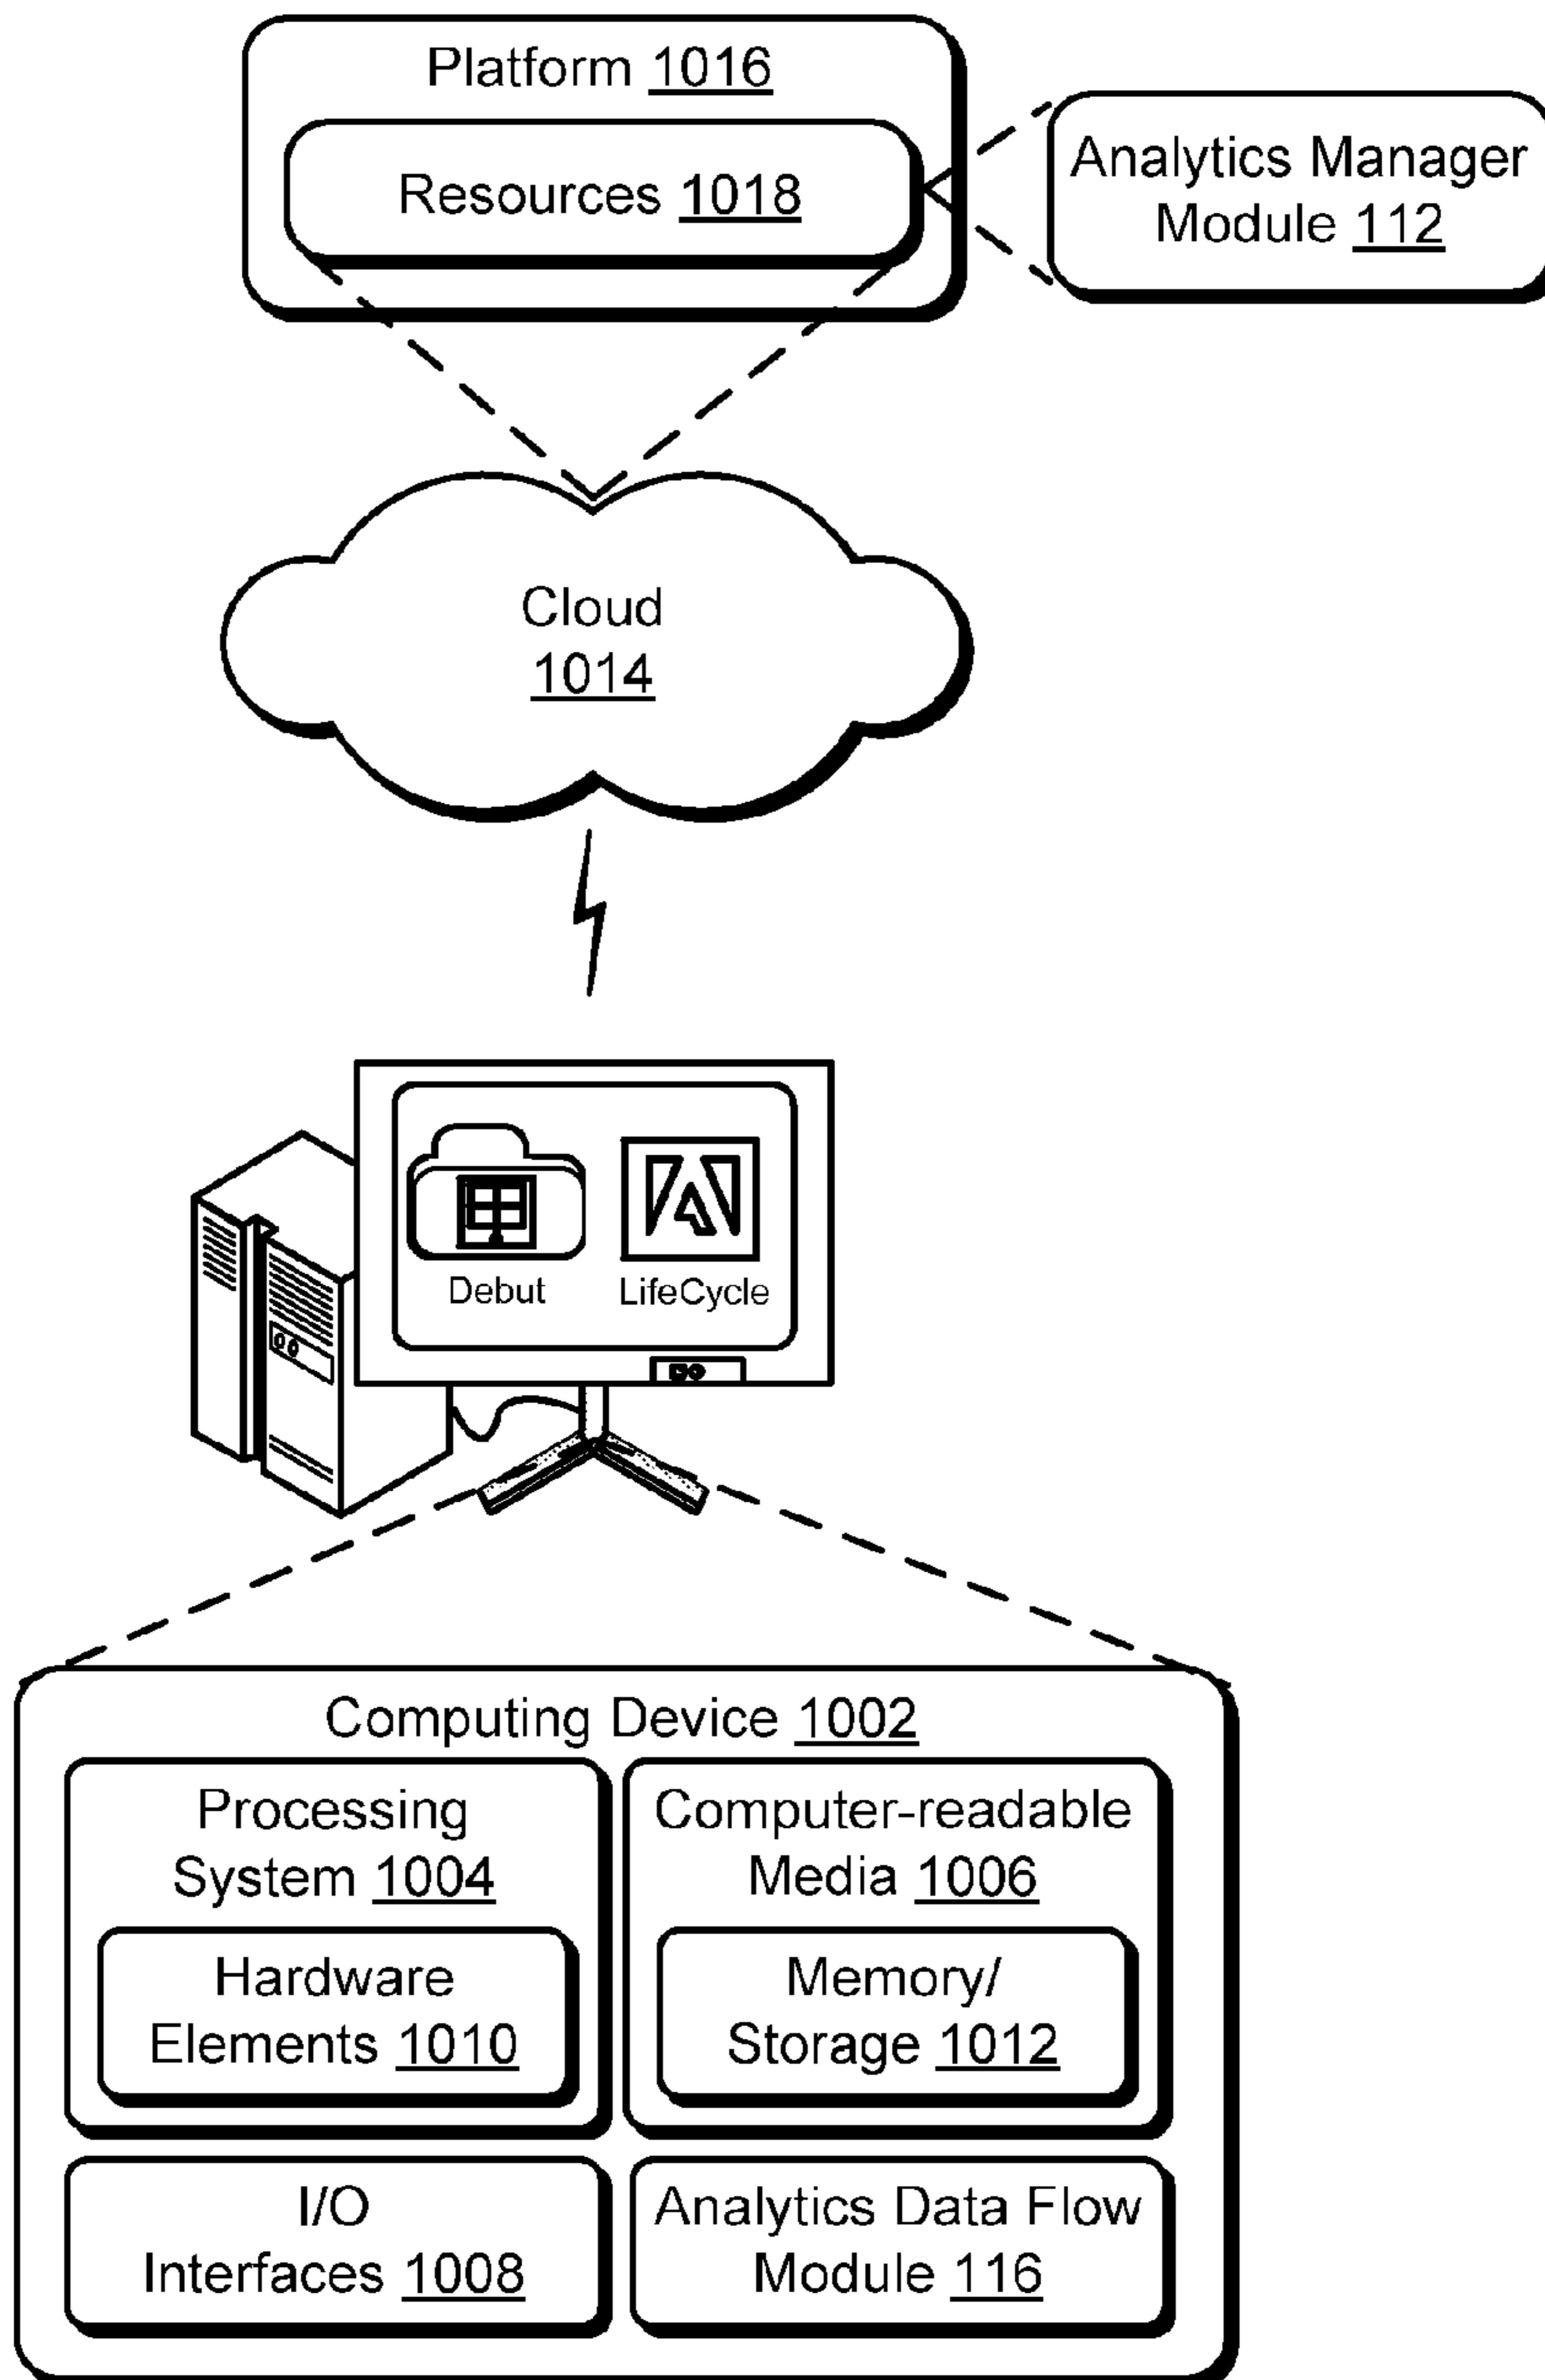 Platform 1016
Resources 1018
Analytics Manager
Module 112
Cloud
1014
Debut
LifeCycle
Computing Device 1002
Processing
System 1004
Hardware
Elements 1010
Computer-readable
Media 1006
Memory/
Storage 1012
I/O
Interfaces 1008
Analytics Data Flow
Module 116